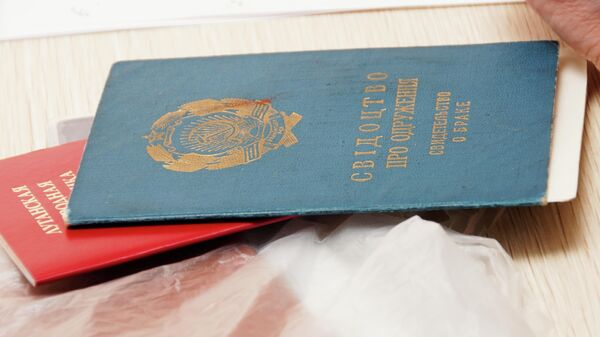 СВІДОЦТВО
ПРО ОДРУЖЕННЯ
СВИДЕТЕЛЬСТВО
О БРАКЕ
ЛУГАНСКАЯ